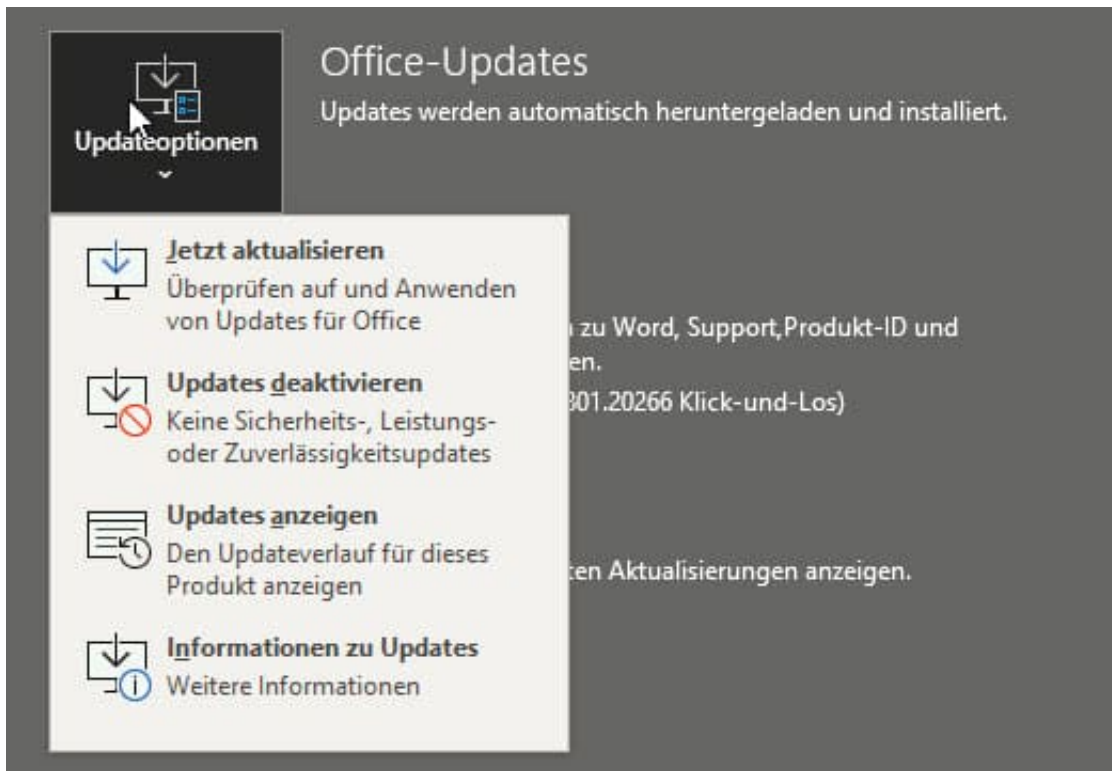 Office-Updates
Updates werden automatisch heruntergeladen und installiert.
Updateoptionen
Jetzt aktualisieren
Überprüfen auf und Anwenden
von Updates für Office
zu Word, Support,Produkt-ID und
en.
Updates deaktivieren
301.20266 Klick-und-Los)
Keine Sicherheits-, Leistungs-
oder Zuverlässigkeitsupdates
Updates anzeigen
Den Updateverlauf für dieses
Produkt anzeigen
ten Aktualisierungen anzeigen.
Informationen zu Updates
Weitere Informationen